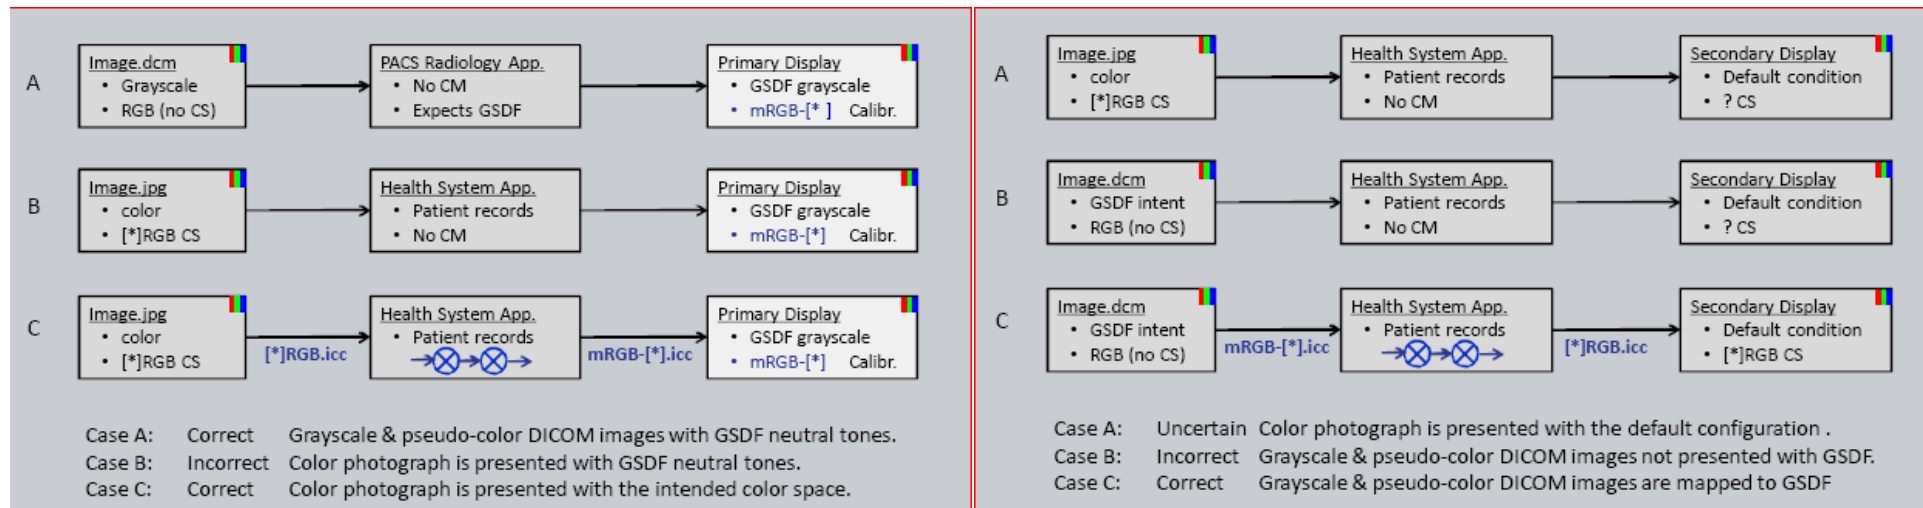 A
Image.dcm
• Grayscale
• RGB (no CS)
PACS Radiology App.
• No CM
• Expects GSDF
Primary Display
• GSDF grayscale
• mRGB-[* ] Calibr.
B
Image.jpg
• color
• [*]RGB CS
Health System App.
• Patient records
• No CM
Primary Display
• GSDF grayscale
• mRGB-[*] Calibr.
C
Image.jpg
• color
• [*]RGB CS
[*]RGB.icc
Health System App.
• Patient records
mRGB-[*].icc
Primary Display
• GSDF grayscale
• mRGB-[*] Calibr.
Case A: Correct Grayscale & pseudo-color DICOM images with GSDF neutral tones.
Case B: Incorrect Color photograph is presented with GSDF neutral tones.
Case C: Correct Color photograph is presented with the intended color space.
A
Image.jpg
• color
• [*]RGB CS
Health System App.
• Patient records
• No CM
Secondary Display
• Default condition
• ? CS
B
Image.dcm
• GSDF intent
• RGB (no CS)
Health System App.
• Patient records
• No CM
Secondary Display
• Default condition
• ? CS
C
Image.dcm
• GSDF intent
• RGB (no CS)
mRGB-[*].icc
Health System App.
• Patient records
[*]RGB.icc
Secondary Display
• Default condition
• [*]RGB CS
Case A: Uncertain Color photograph is presented with the default configuration .
Case B: Incorrect Grayscale & pseudo-color DICOM images not presented with GSDF.
Case C: Correct Grayscale & pseudo-color DICOM images are mapped to GSDF